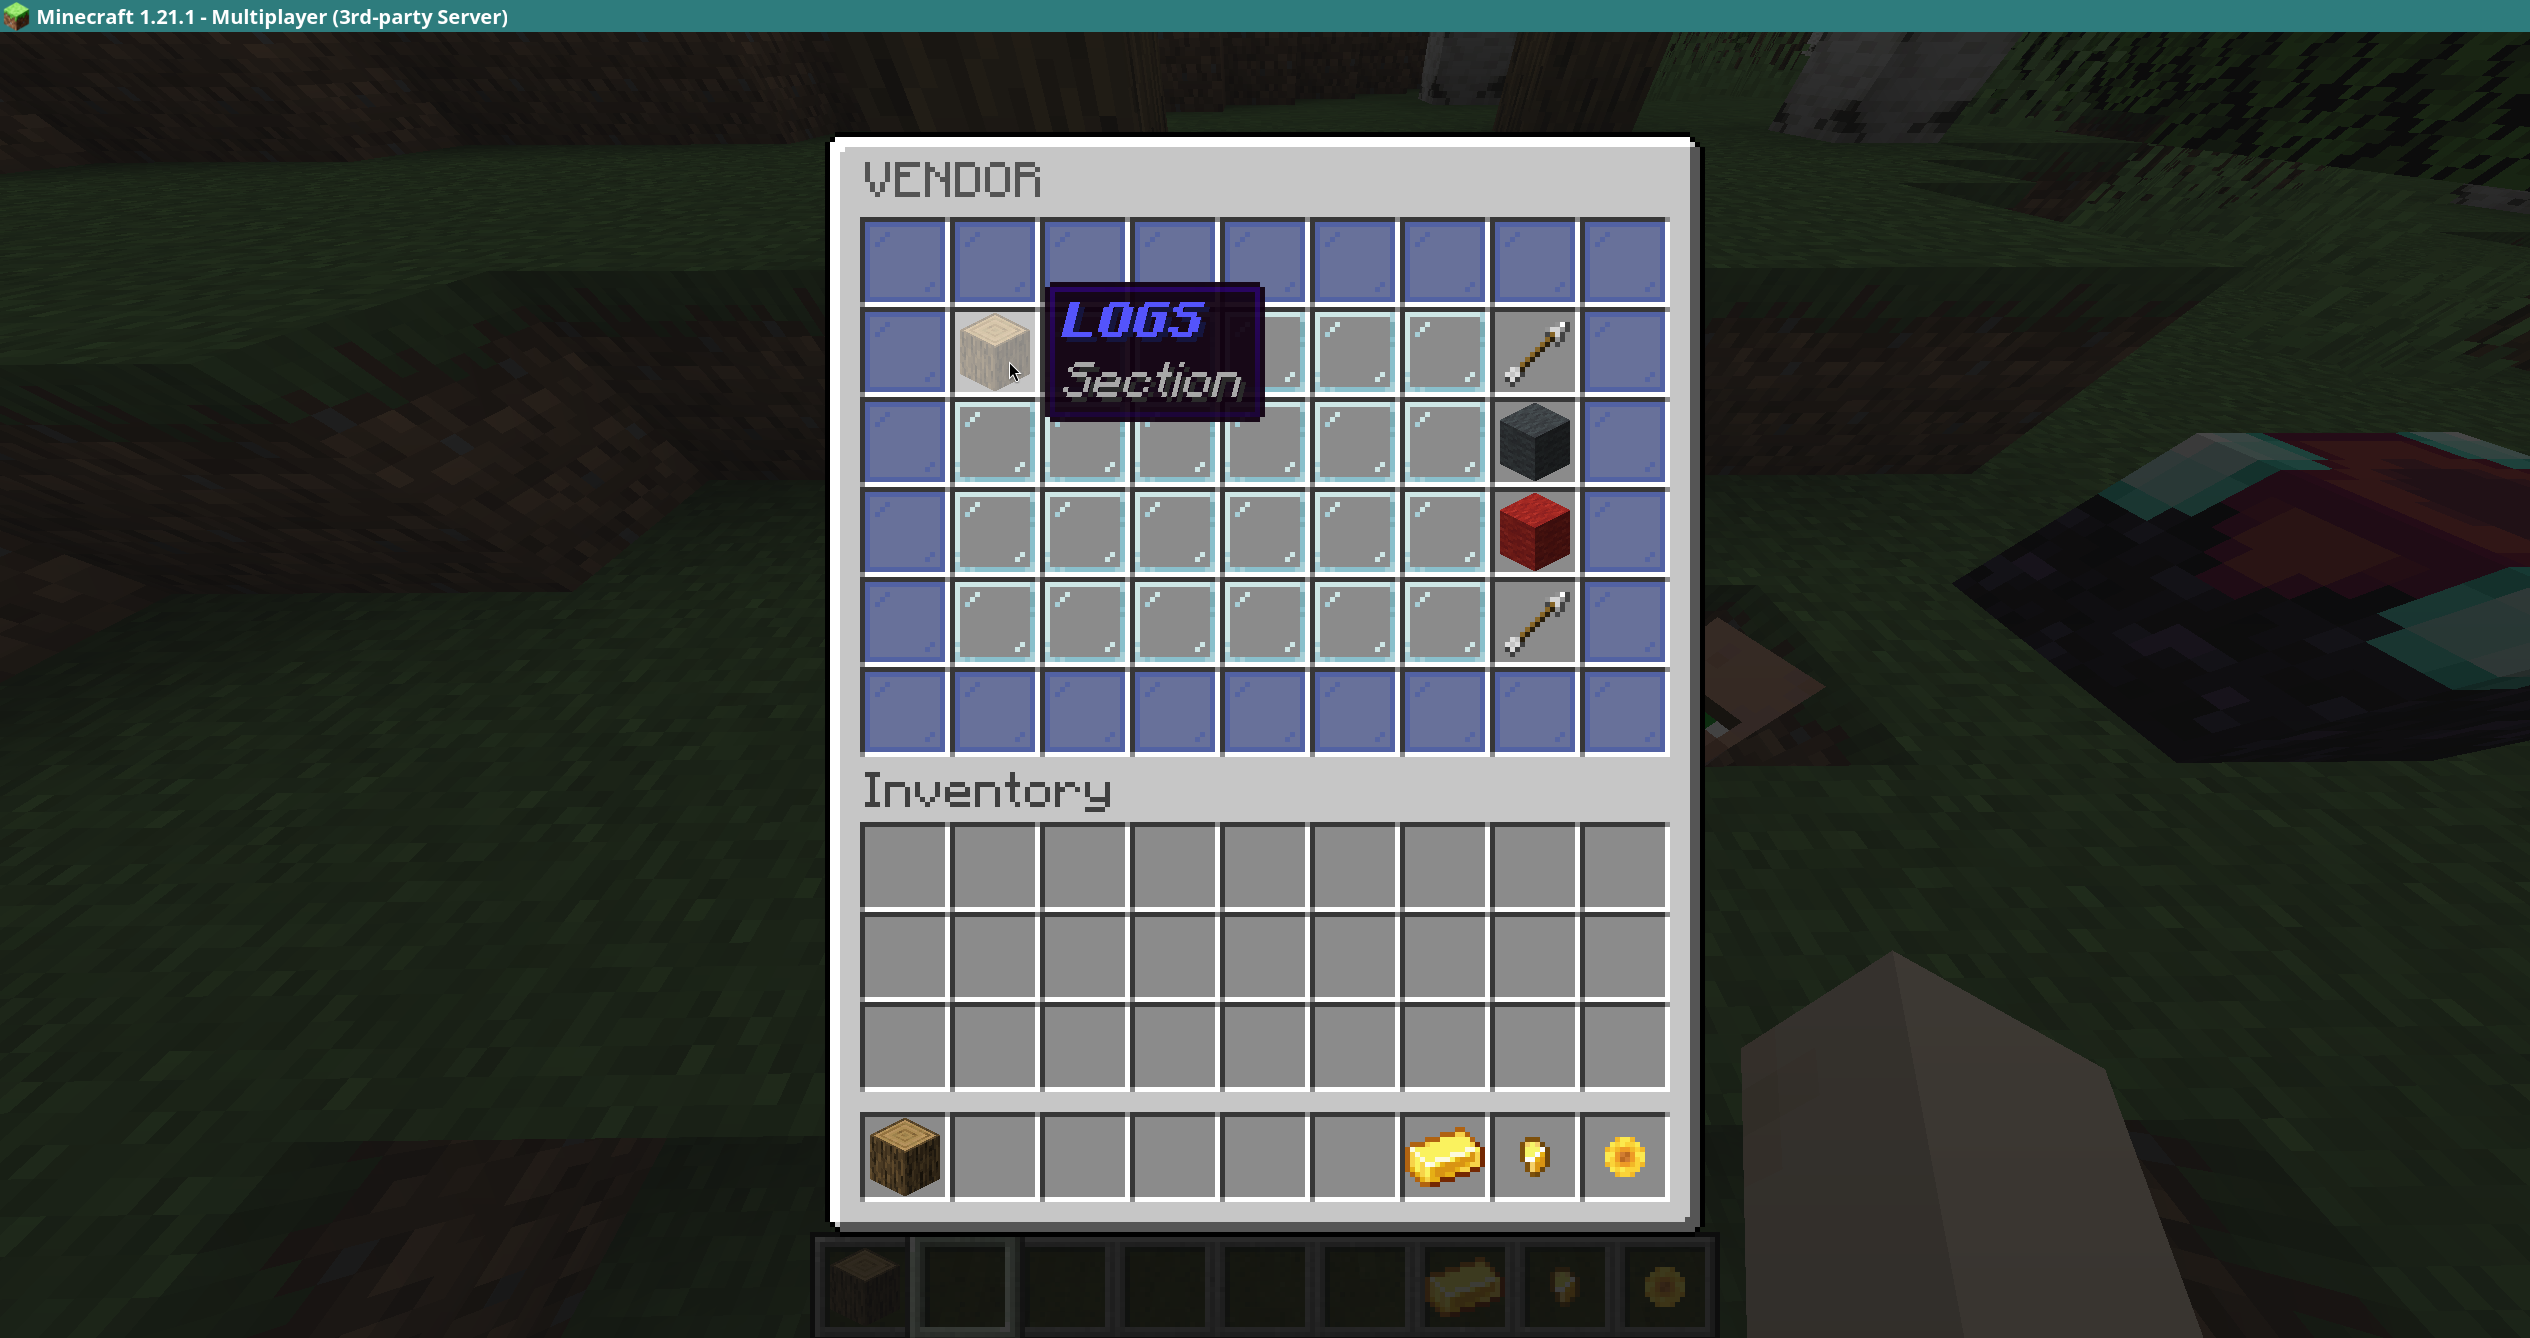 Minecraft 1.21.1 - Multiplayer (3rd-party Server)
VENDOR
LOGS
Section
Inventory